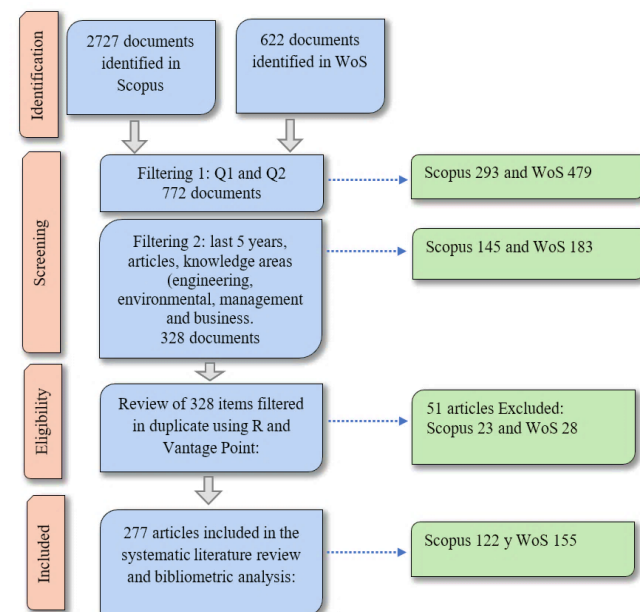 Identification
2727 documents
identified in
Scopus
622 documents
identified in WoS
Screening
Filtering 1: Q1 and Q2
772 documents
Scopus 293 and WoS 479
Filtering 2: last 5 years,
articles, knowledge areas
(engineering,
environmental, management
and business.
328 documents
Scopus 145 and WoS 183
Eligibility
Review of 328 items filtered
in duplicate using R and
Vantage Point:
51 articles Excluded:
Scopus 23 and WoS 28
Included
277 articles included in the
systematic literature review
and bibliometric analysis:
Scopus 122 y WoS 155